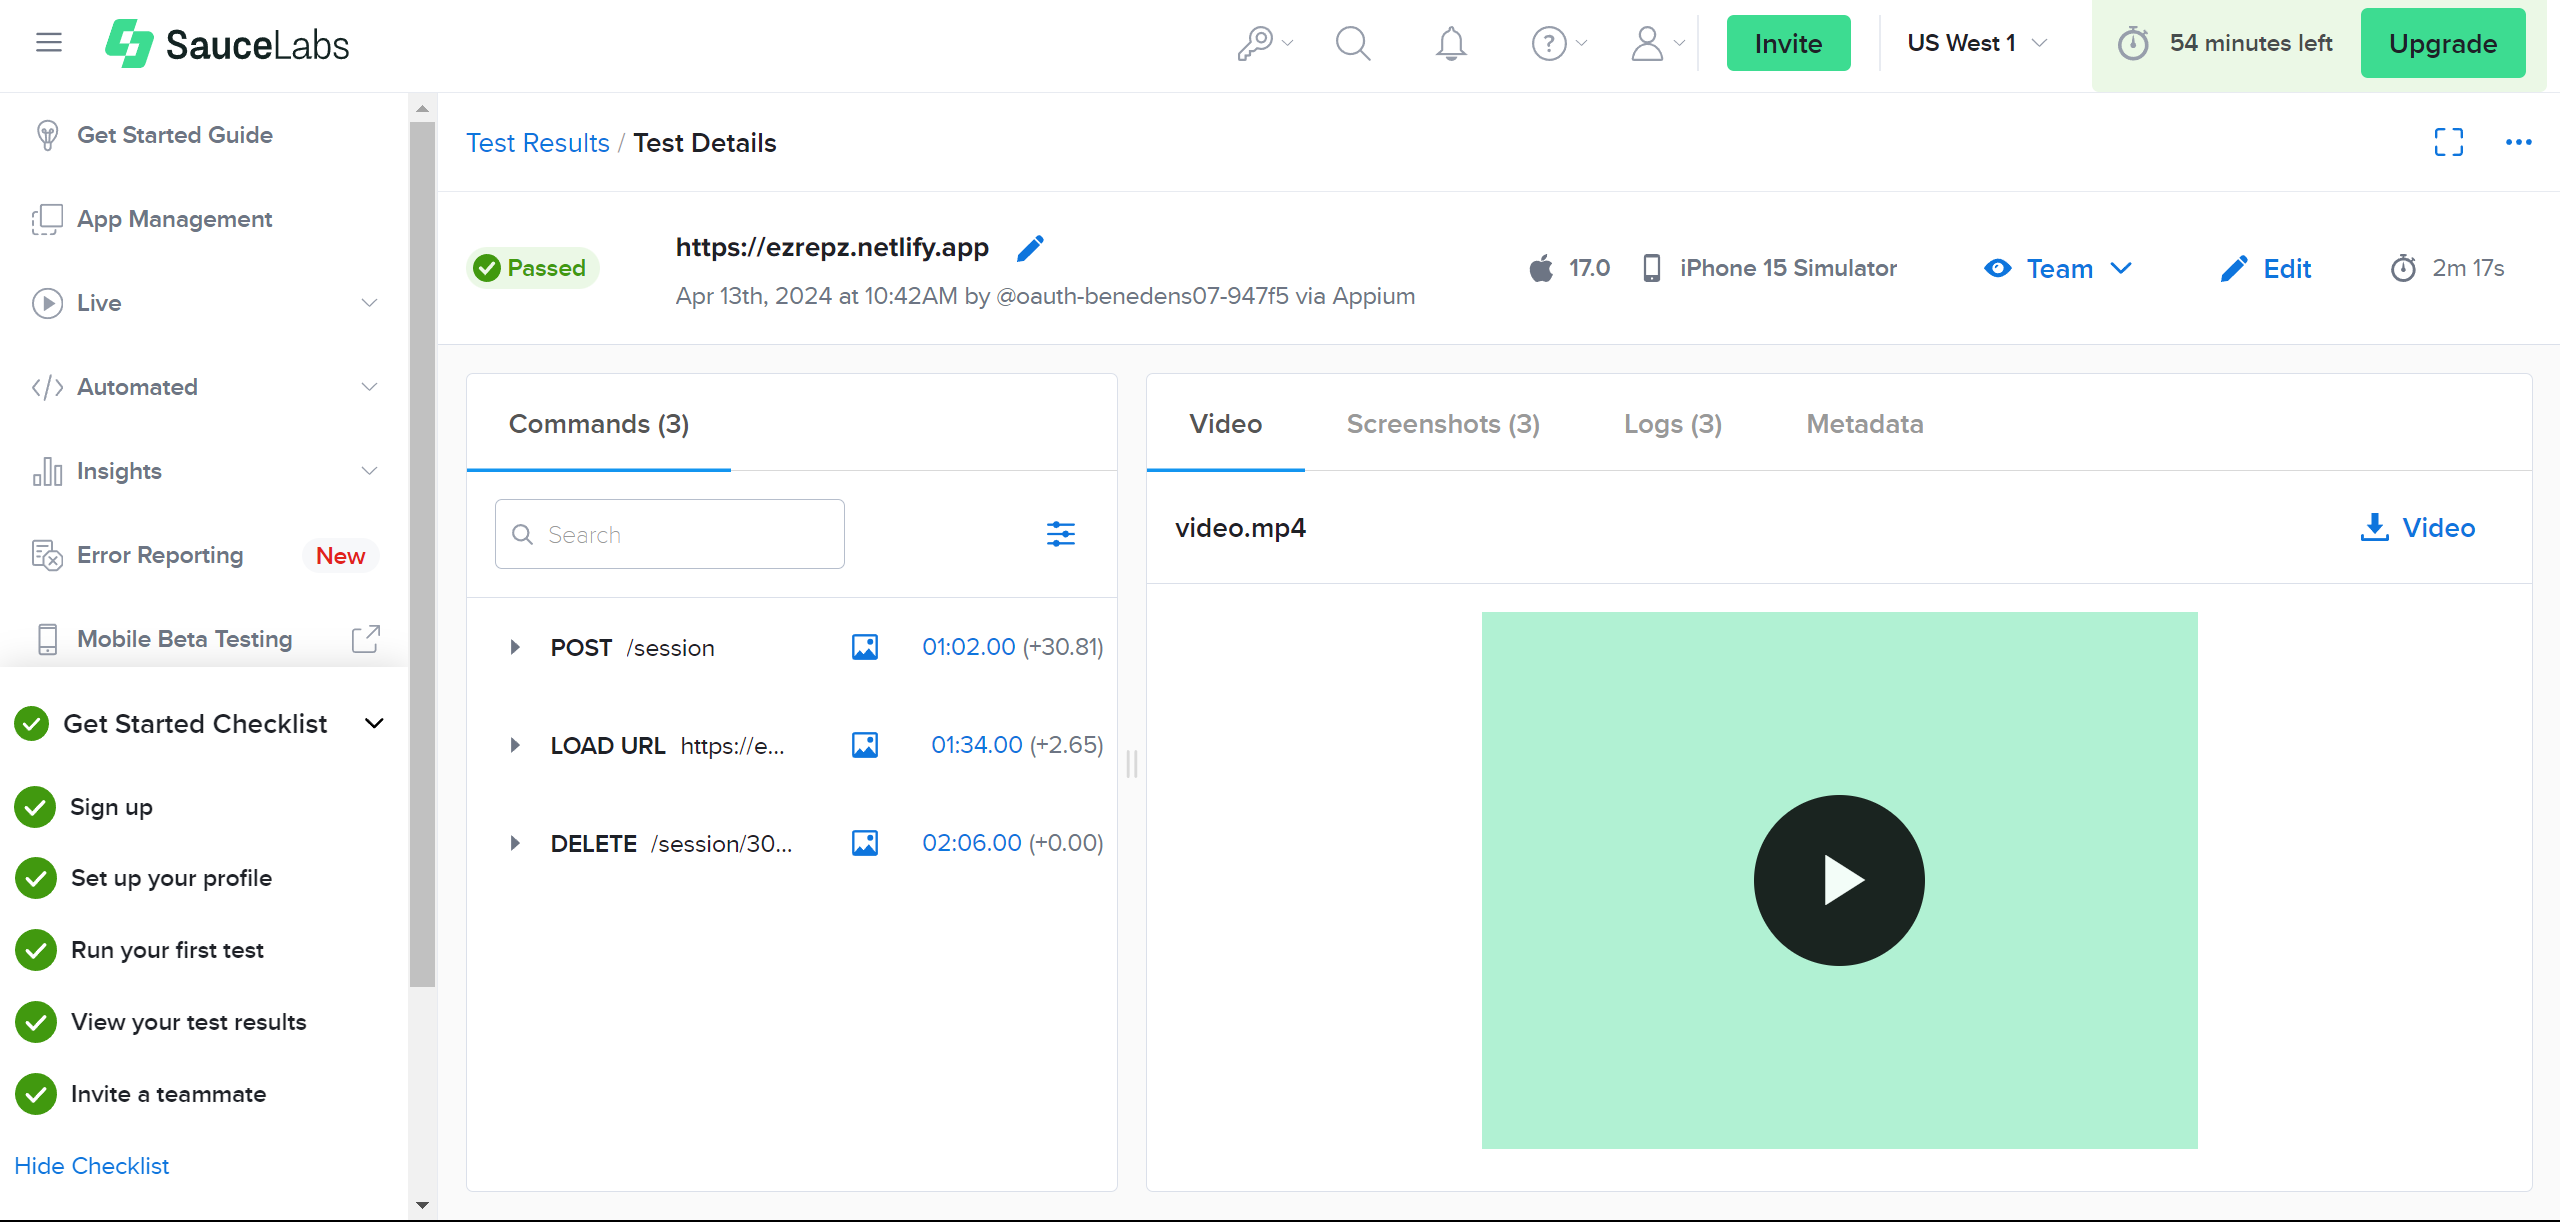 SauceLabs
Invite
US West 1
54 minutes left
Upgrade
Get Started Guide
App Management
Live
Automated
Insights
Error Reporting New
Mobile Beta Testing
Get Started Checklist
Sign up
Set up your profile
Run your first test
View your test results
Invite a teammate
Hide Checklist
Test Results / Test Details
Passed
https://ezrepz.netlify.app
Apr 13th, 2024 at 10:42AM by @oauth-benedens07-947f5 via Appium
17.0
iPhone 15 Simulator
Team
Edit
2m 17s
Commands (3)
Search
POST /session 01:02.00 (+30.81)
LOAD URL https://e... 01:34.00 (+2.65)
DELETE /session/30... 02:06.00 (+0.00)
Video Screenshots (3) Logs (3) Metadata
video.mp4
Video